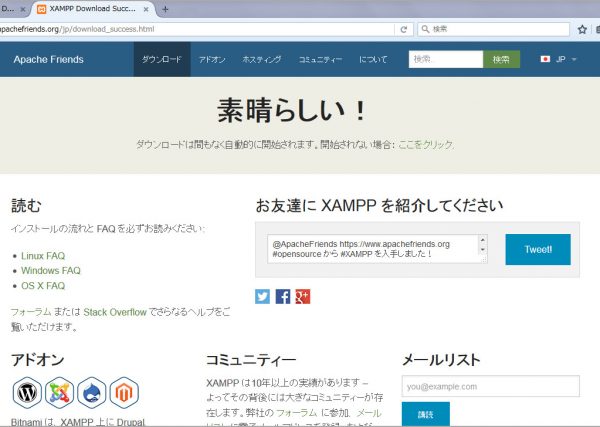 D...
XAMPP Download Succ...
apachefriends.org/jp/download_success.html
検索
Apache Friends
ダウンロード
アドオン
ホスティング
コミュニティー
について
検索...
検索
JP
素晴らしい！
ダウンロードは間もなく自動的に開始されます。開始されない場合: ここをクリック.
読む
インストールの流れと FAQ を必ずお読みください:
Linux FAQ
Windows FAQ
OS X FAQ
フォーラム または Stack Overflow でさらなるヘルプをご
覧いただけます。
お友達に XAMPP を紹介してください
@ApacheFriends https://www.apachefriends.org
#opensource から #XAMPP を入手しました！
Tweet!
アドオン
Bitnami は、XAMPP 上に Drupal,
コミュニティー
XAMPP は10年以上の実績があります –
よってその背後には大きなコミュニティーが存
在します。弊社の フォーラム に参加, メール
メールリスト
you@example.com
購読